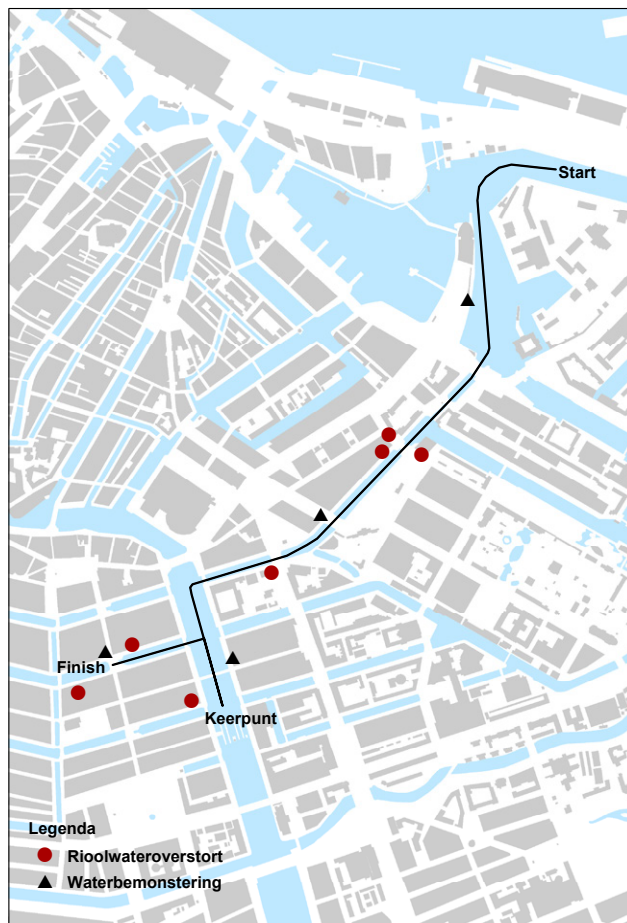 Start
Finish
Keerpunt
Legenda
Rioolwateroverstort
Waterbemonstering